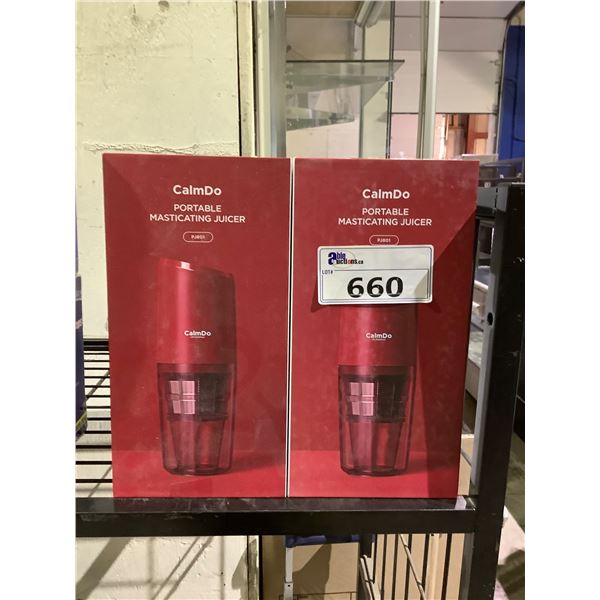 CalmDo
PORTABLE
MASTICATING JUICER
PJ801
CalmDo
CalmDo
PORTABLE
MASTICATING JUICER
PJ801
able
auctions.ca
LOT#
660
CalmDo